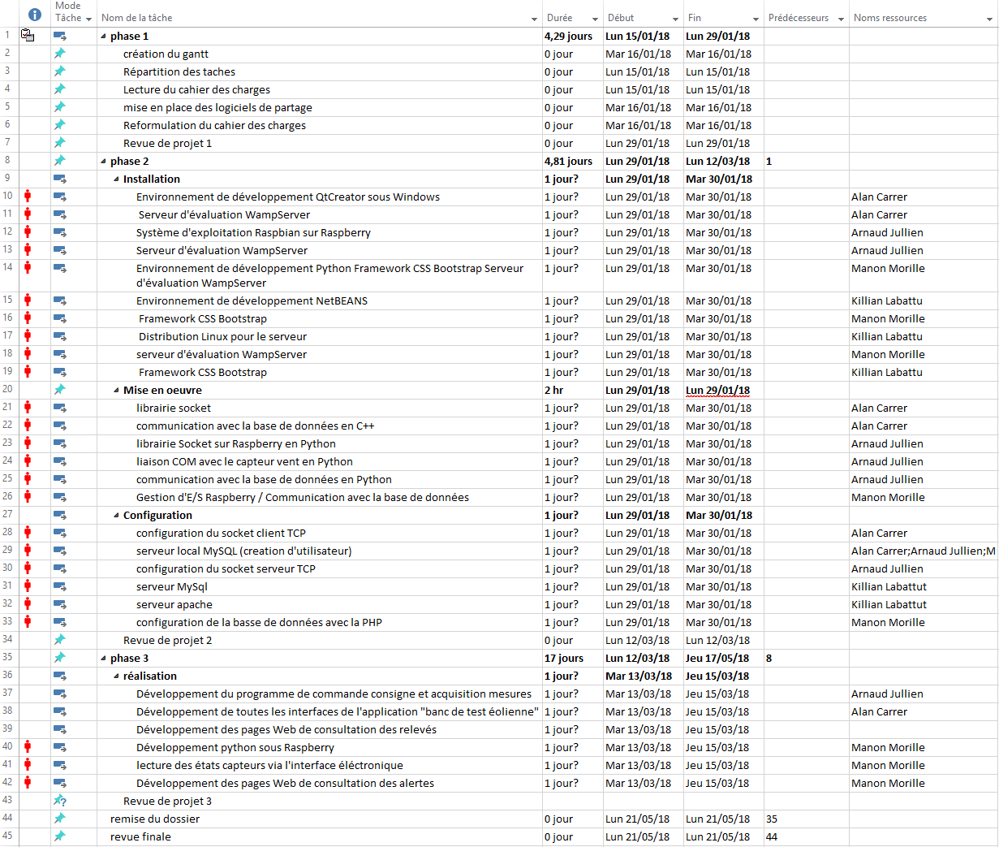 Mode
Tâche Nom de la tâche Durée Début Fin Prédécesseurs Noms ressources
1 phase 1 4,29 jours Lun 15/01/18 Lun 29/01/18
2 création du gantt 0 jour Mar 16/01/18 Mar 16/01/18
3 Répartition des taches 0 jour Lun 15/01/18 Lun 15/01/18
4 Lecture du cahier des charges 0 jour Lun 15/01/18 Lun 15/01/18
5 mise en place des logiciels de partage 0 jour Mar 16/01/18 Mar 16/01/18
6 Reformulation du cahier des charges 0 jour Mar 16/01/18 Mar 16/01/18
7 Revue de projet 1 0 jour Lun 29/01/18 Lun 29/01/18
8 phase 2 4,81 jours Lun 29/01/18 Lun 12/03/18 1
9 Installation 1 jour? Lun 29/01/18 Mar 30/01/18
10 Environnement de développement QtCreator sous Windows 1 jour? Lun 29/01/18 Mar 30/01/18 Alan Carrer
11 Serveur d'évaluation WampServer 1 jour? Lun 29/01/18 Mar 30/01/18 Alan Carrer
12 Système d'exploitation Raspbian sur Raspberry 1 jour? Lun 29/01/18 Mar 30/01/18 Arnaud Jullien
13 Serveur d'évaluation WampServer 1 jour? Lun 29/01/18 Mar 30/01/18 Arnaud Jullien
14 Environnement de développement Python Framework CSS Bootstrap Serveur 1 jour? Lun 29/01/18 Mar 30/01/18 Manon Morille
d'évaluation WampServer
15 Environnement de développement NetBEANS 1 jour? Lun 29/01/18 Mar 30/01/18 Killian Labattu
16 Framework CSS Bootstrap 1 jour? Lun 29/01/18 Mar 30/01/18 Manon Morille
17 Distribution Linux pour le serveur 1 jour? Lun 29/01/18 Mar 30/01/18 Killian Labattu
18 serveur d'évaluation WampServer 1 jour? Lun 29/01/18 Mar 30/01/18 Manon Morille
19 Framework CSS Bootstrap 1 jour? Lun 29/01/18 Mar 30/01/18 Killian Labattu
20 Mise en oeuvre 2 hr Lun 29/01/18 Lun 29/01/18
21 librairie socket 1 jour? Lun 29/01/18 Mar 30/01/18 Alan Carrer
22 communication avec la base de données en C++ 1 jour? Lun 29/01/18 Mar 30/01/18 Alan Carrer
23 librairie Socket sur Raspberry en Python 1 jour? Lun 29/01/18 Mar 30/01/18 Arnaud Jullien
24 liaison COM avec le capteur vent en Python 1 jour? Lun 29/01/18 Mar 30/01/18 Arnaud Jullien
25 communication avec la base de données en Python 1 jour? Lun 29/01/18 Mar 30/01/18 Arnaud Jullien
26 Gestion d'E/S Raspberry / Communication avec la base de données 1 jour? Lun 29/01/18 Mar 30/01/18 Manon Morille
27 Configuration 1 jour? Lun 29/01/18 Mar 30/01/18
28 configuration du socket client TCP 1 jour? Lun 29/01/18 Mar 30/01/18 Alan Carrer
29 serveur local MySQL (creation d'utilisateur) 1 jour? Lun 29/01/18 Mar 30/01/18 Alan Carrer;Arnaud Jullien;M
30 configuration du socket serveur TCP 1 jour? Lun 29/01/18 Mar 30/01/18 Arnaud Jullien
31 serveur MySql 1 jour? Lun 29/01/18 Mar 30/01/18 Killian Labattut
32 serveur apache 1 jour? Lun 29/01/18 Mar 30/01/18 Killian Labattut
33 configuration de la basse de données avec la PHP 1 jour? Lun 29/01/18 Mar 30/01/18 Manon Morille
34 Revue de projet 2 0 jour Lun 12/03/18 Lun 12/03/18
35 phase 3 17 jours Lun 12/03/18 Jeu 17/05/18 8
36 réalisation 1 jour? Mar 13/03/18 Jeu 15/03/18
37 Développement du programme de commande consigne et acquisition mesures 1 jour? Mar 13/03/18 Jeu 15/03/18 Arnaud Jullien
38 Développement de toutes les interfaces de l'application "banc de test éolienne" 1 jour? Mar 13/03/18 Jeu 15/03/18 Alan Carrer
39 Développement des pages Web de consultation des relevés 1 jour? Mar 13/03/18 Jeu 15/03/18
40 Développement python sous Raspberry 1 jour? Mar 13/03/18 Jeu 15/03/18 Manon Morille
41 lecture des états capteurs via l'interface éléctronique 1 jour? Mar 13/03/18 Jeu 15/03/18 Manon Morille
42 Développement des pages Web de consultation des alertes 1 jour? Mar 13/03/18 Jeu 15/03/18 Manon Morille
43 Revue de projet 3
44 remise du dossier 0 jour Lun 21/05/18 Lun 21/05/18 35
45 revue finale 0 jour Lun 21/05/18 Lun 21/05/18 44